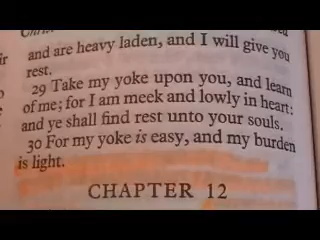 and are heavy laden, and I will give you
rest.
29 Take my yoke upon you, and learn
of me; for I am meek and lowly in heart:
and ye shall find rest unto your souls.
30 For my yoke is easy, and my burden
is light.
CHAPTER 12